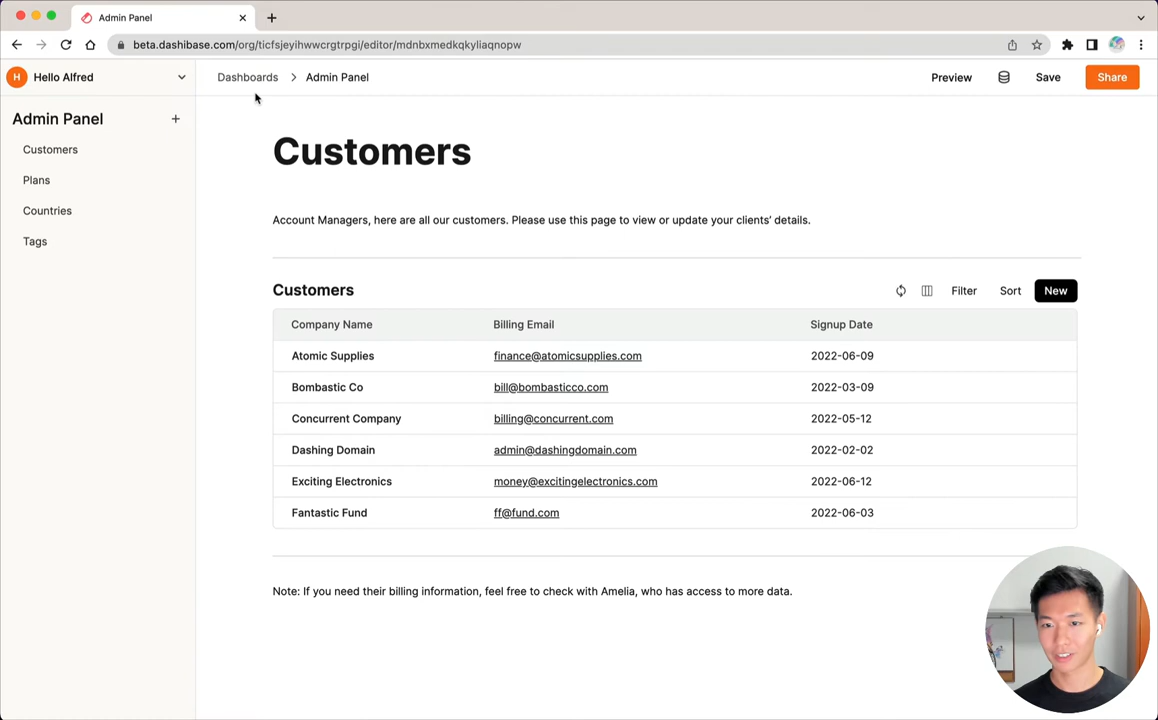 Admin Panel
beta.dashibase.com/org/ticfsjeyihwwcrgtrpgi/editor/mdnbxmedkqkyliaqnopw
H Hello Alfred
Dashboards > Admin Panel
Preview
Save
Share
Admin Panel +
Customers
Plans
Countries
Tags
Customers
Account Managers, here are all our customers. Please use this page to view or update your clients' details.
Customers
Filter
Sort
New
Company Name Billing Email Signup Date
Atomic Supplies finance@atomicsupplies.com 2022-06-09
Bombastic Co bill@bombasticco.com 2022-03-09
Concurrent Company billing@concurrent.com 2022-05-12
Dashing Domain admin@dashingdomain.com 2022-02-02
Exciting Electronics money@excitingelectronics.com 2022-06-12
Fantastic Fund ff@fund.com 2022-06-03
Note: If you need their billing information, feel free to check with Amelia, who has access to more data.